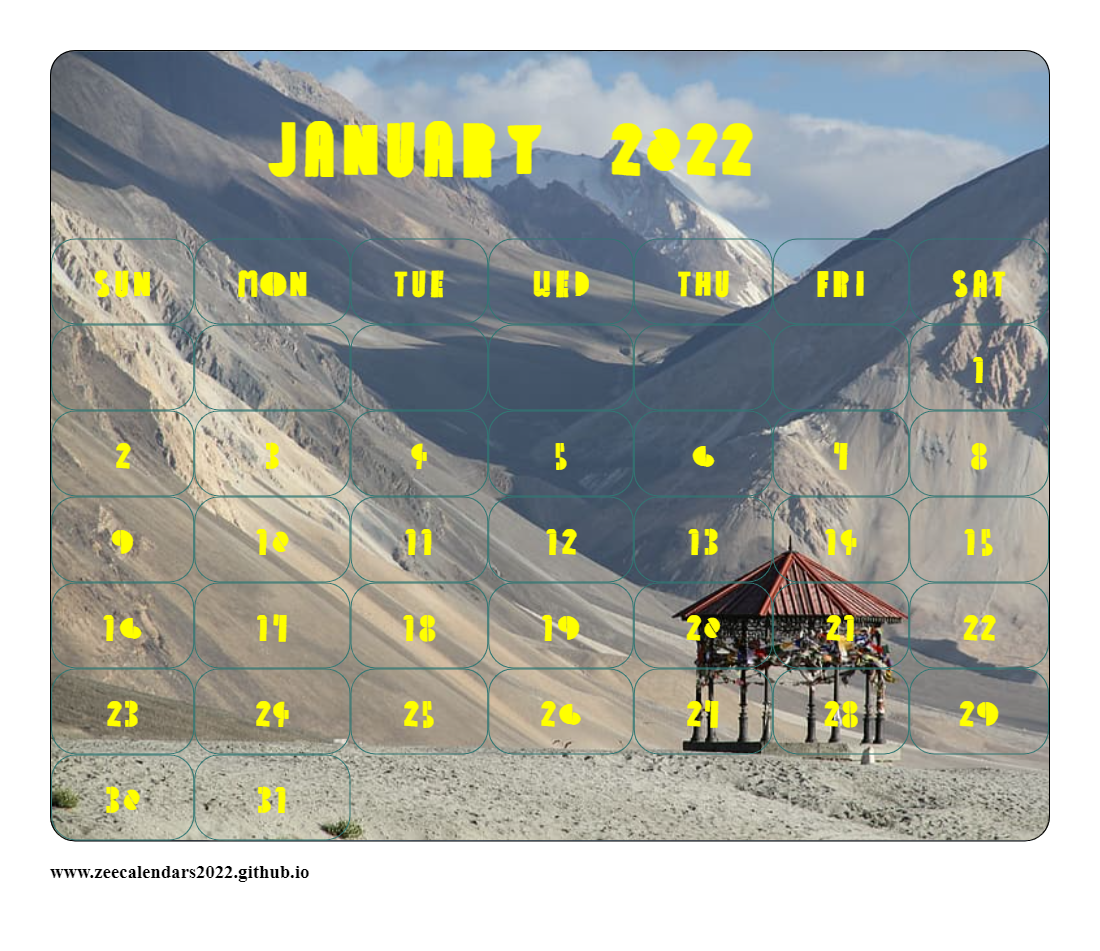 JANUARY 2022
SUN MON TUE WED THU FRI SAT
1
2 3 4 5 6 7 8
9 10 11 12 13 14 15
16 17 18 19 20 21 22
23 24 25 26 27 28 29
30 31
www.zeecalendars2022.github.io